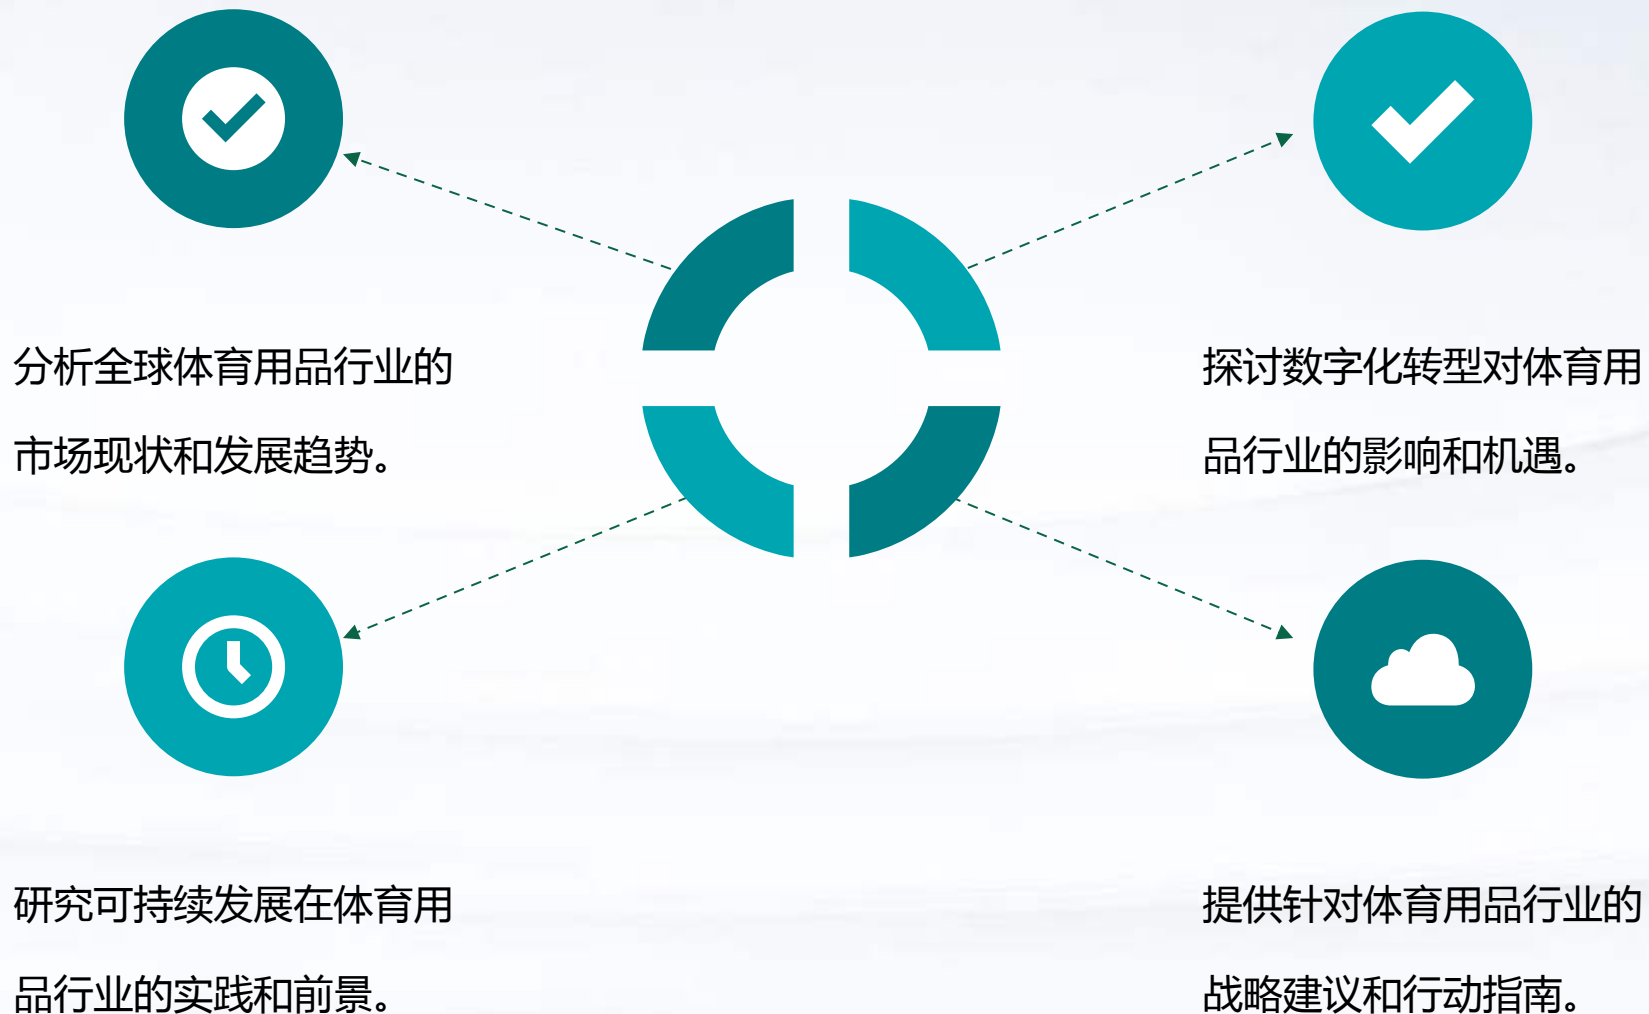 分析全球体育用品行业的
市场现状和发展趋势。
探讨数字化转型对体育用
品行业的影响和机遇。
研究可持续发展在体育用
品行业的实践和前景。
提供针对体育用品行业的
战略建议和行动指南。